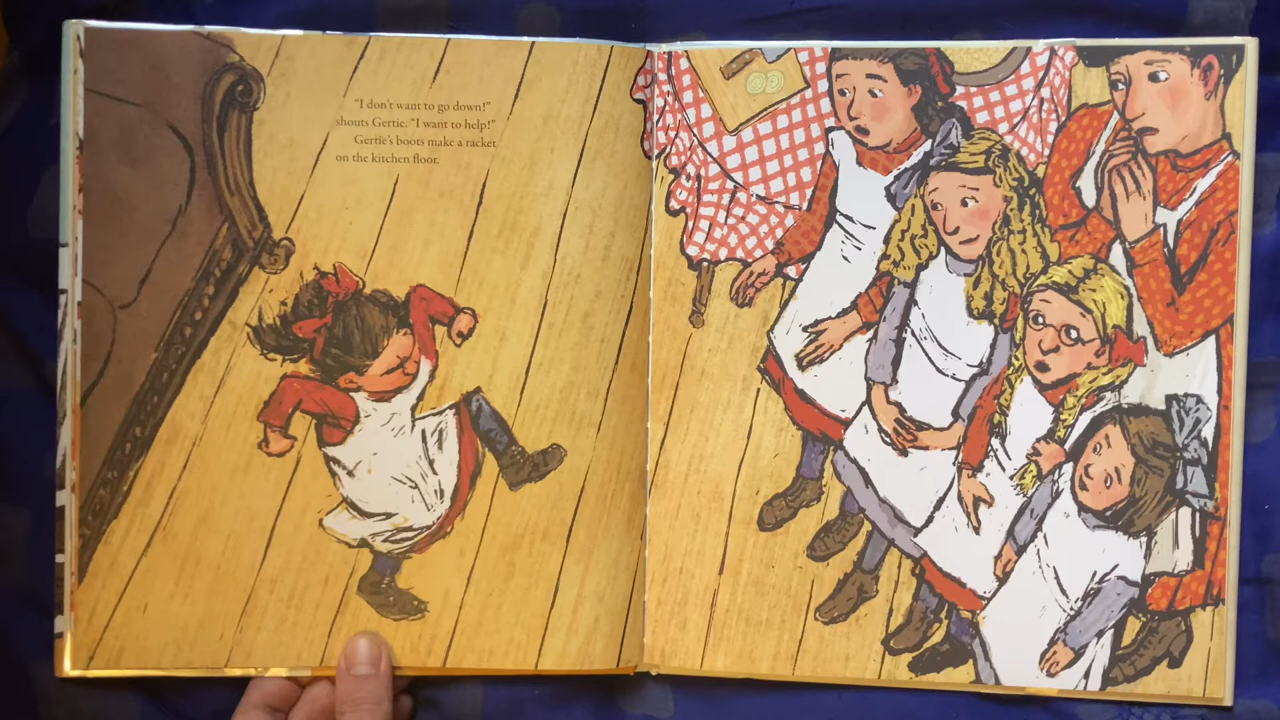 “I don’t want to go down!”
shouts Gertie. “I want to help!”
Gertie’s boots make a racket
on the kitchen floor.